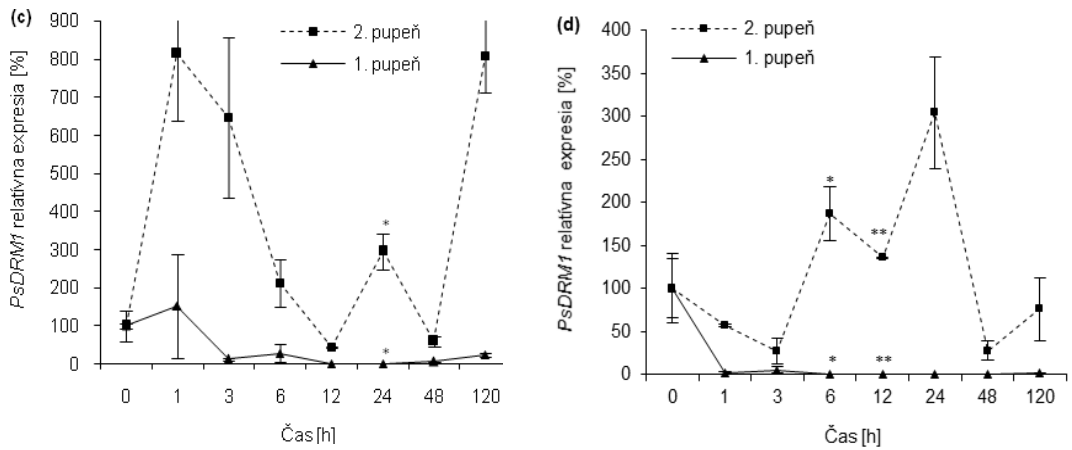 (c)
900
800
700
600
500
400
300
200
100
0
PsDRM1 relatívna expresia [%]
2. pupeň
1. pupeň
*
*
0 1 3 6 12 24 48 120
Čas [h]
(d)
400
350
300
250
200
150
100
50
0
PsDRM1 relatívna expresia [%]
2. pupeň
1. pupeň
*
**
*
**
0 1 3 6 12 24 48 120
Čas [h]